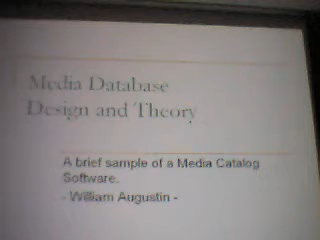 Media Database
Design and Theory
A brief sample of a Media Catalog
Software.
- William Augustin -